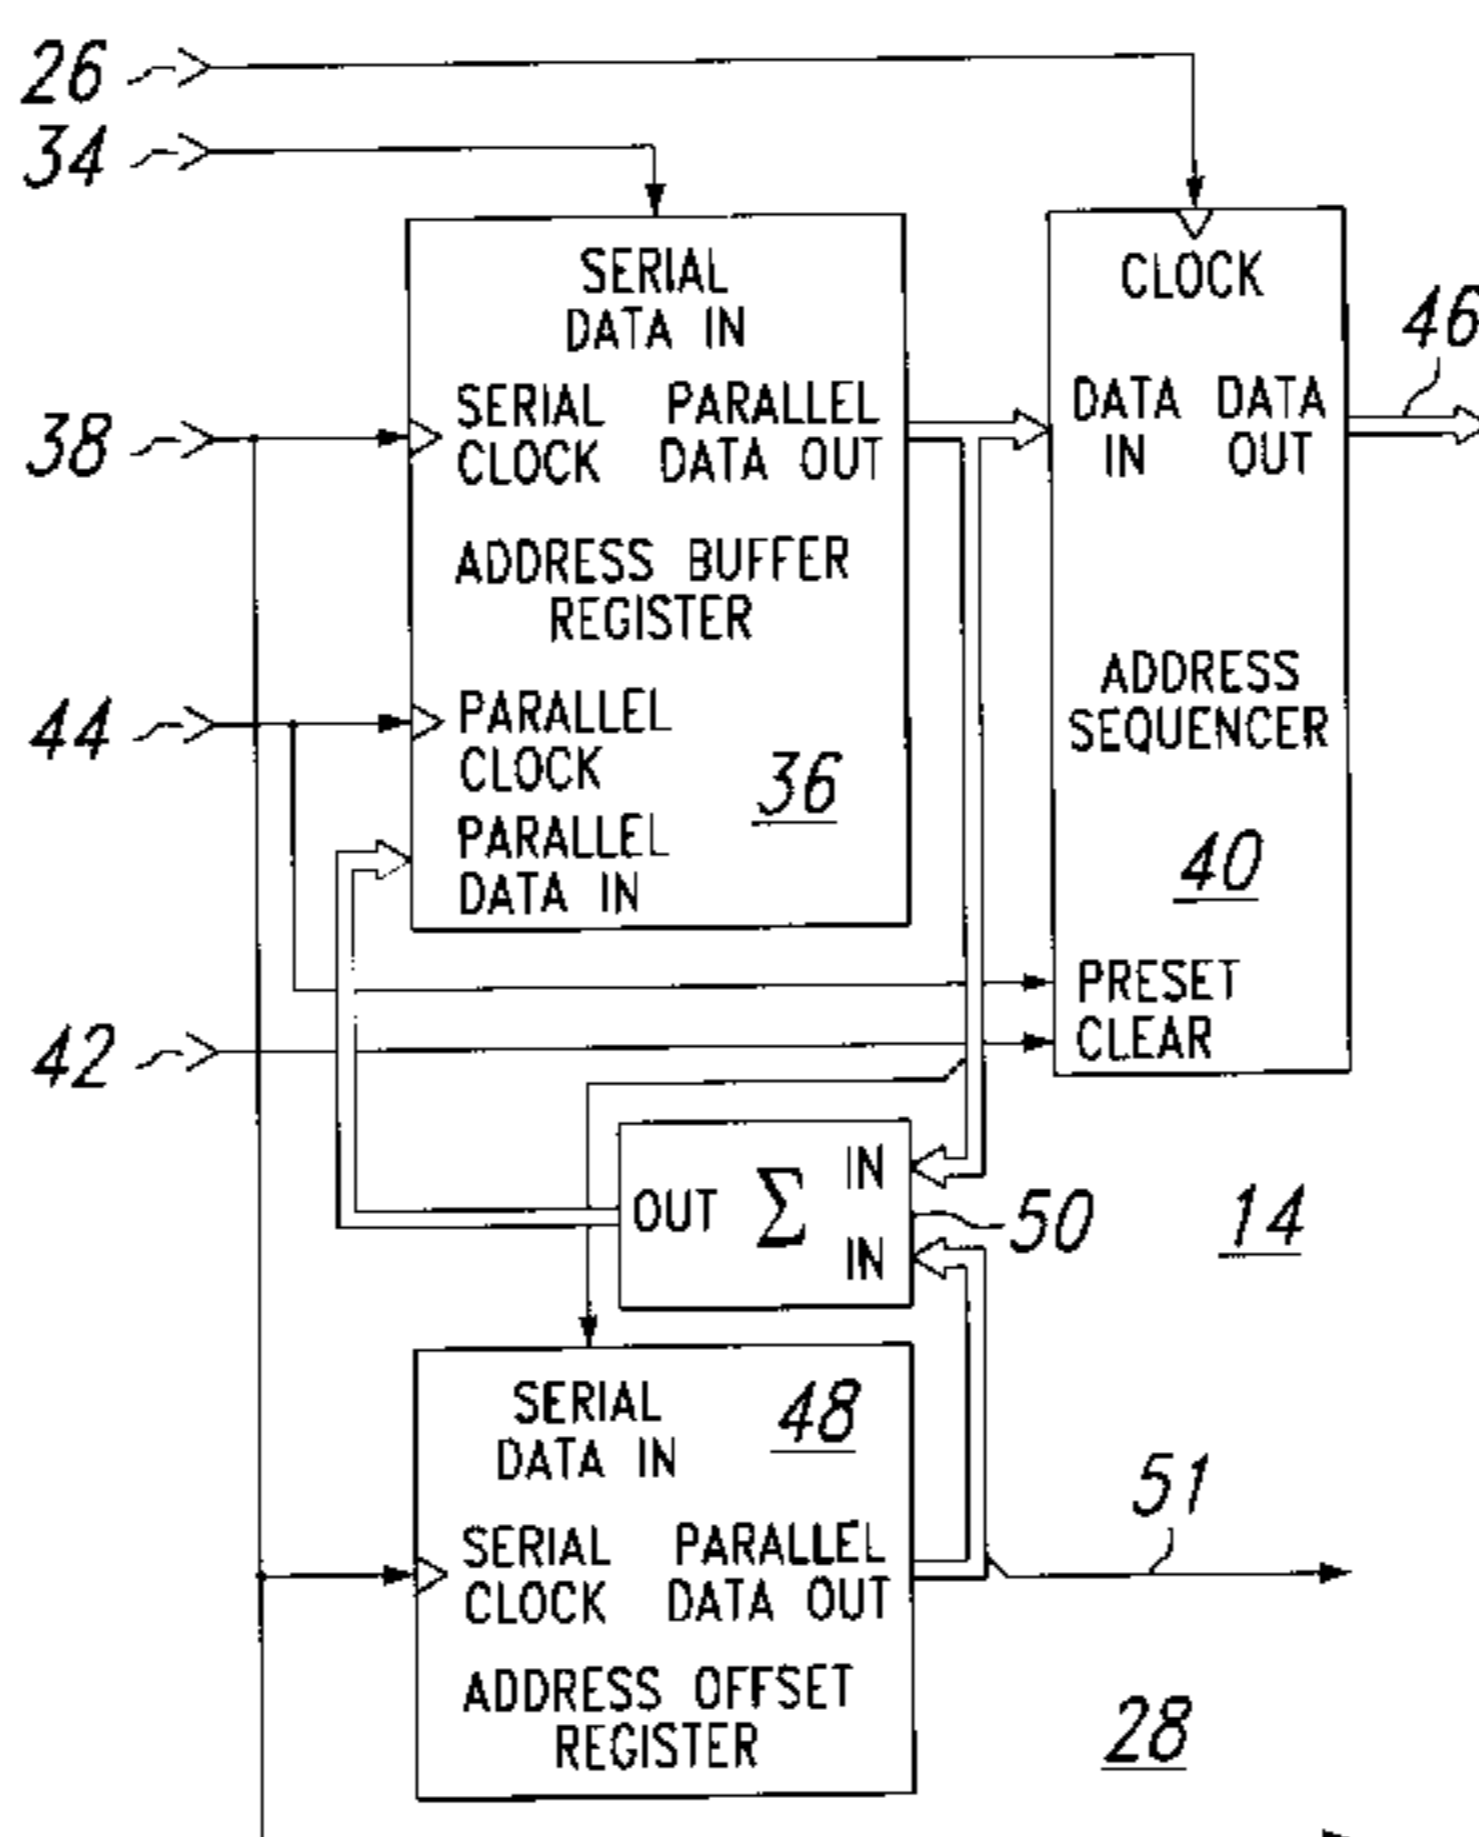 26
34
SERIAL
DATA IN
CLOCK
46
38
SERIAL PARALLEL
CLOCK DATA OUT
DATA DATA
IN OUT
ADDRESS BUFFER
REGISTER
ADDRESS
SEQUENCER
44
PARALLEL
CLOCK
36
PARALLEL
DATA IN
40
PRESET
CLEAR
42
OUT Σ IN
IN
50
14
SERIAL
DATA IN
48
51
SERIAL PARALLEL
CLOCK DATA OUT
ADDRESS OFFSET
REGISTER
28